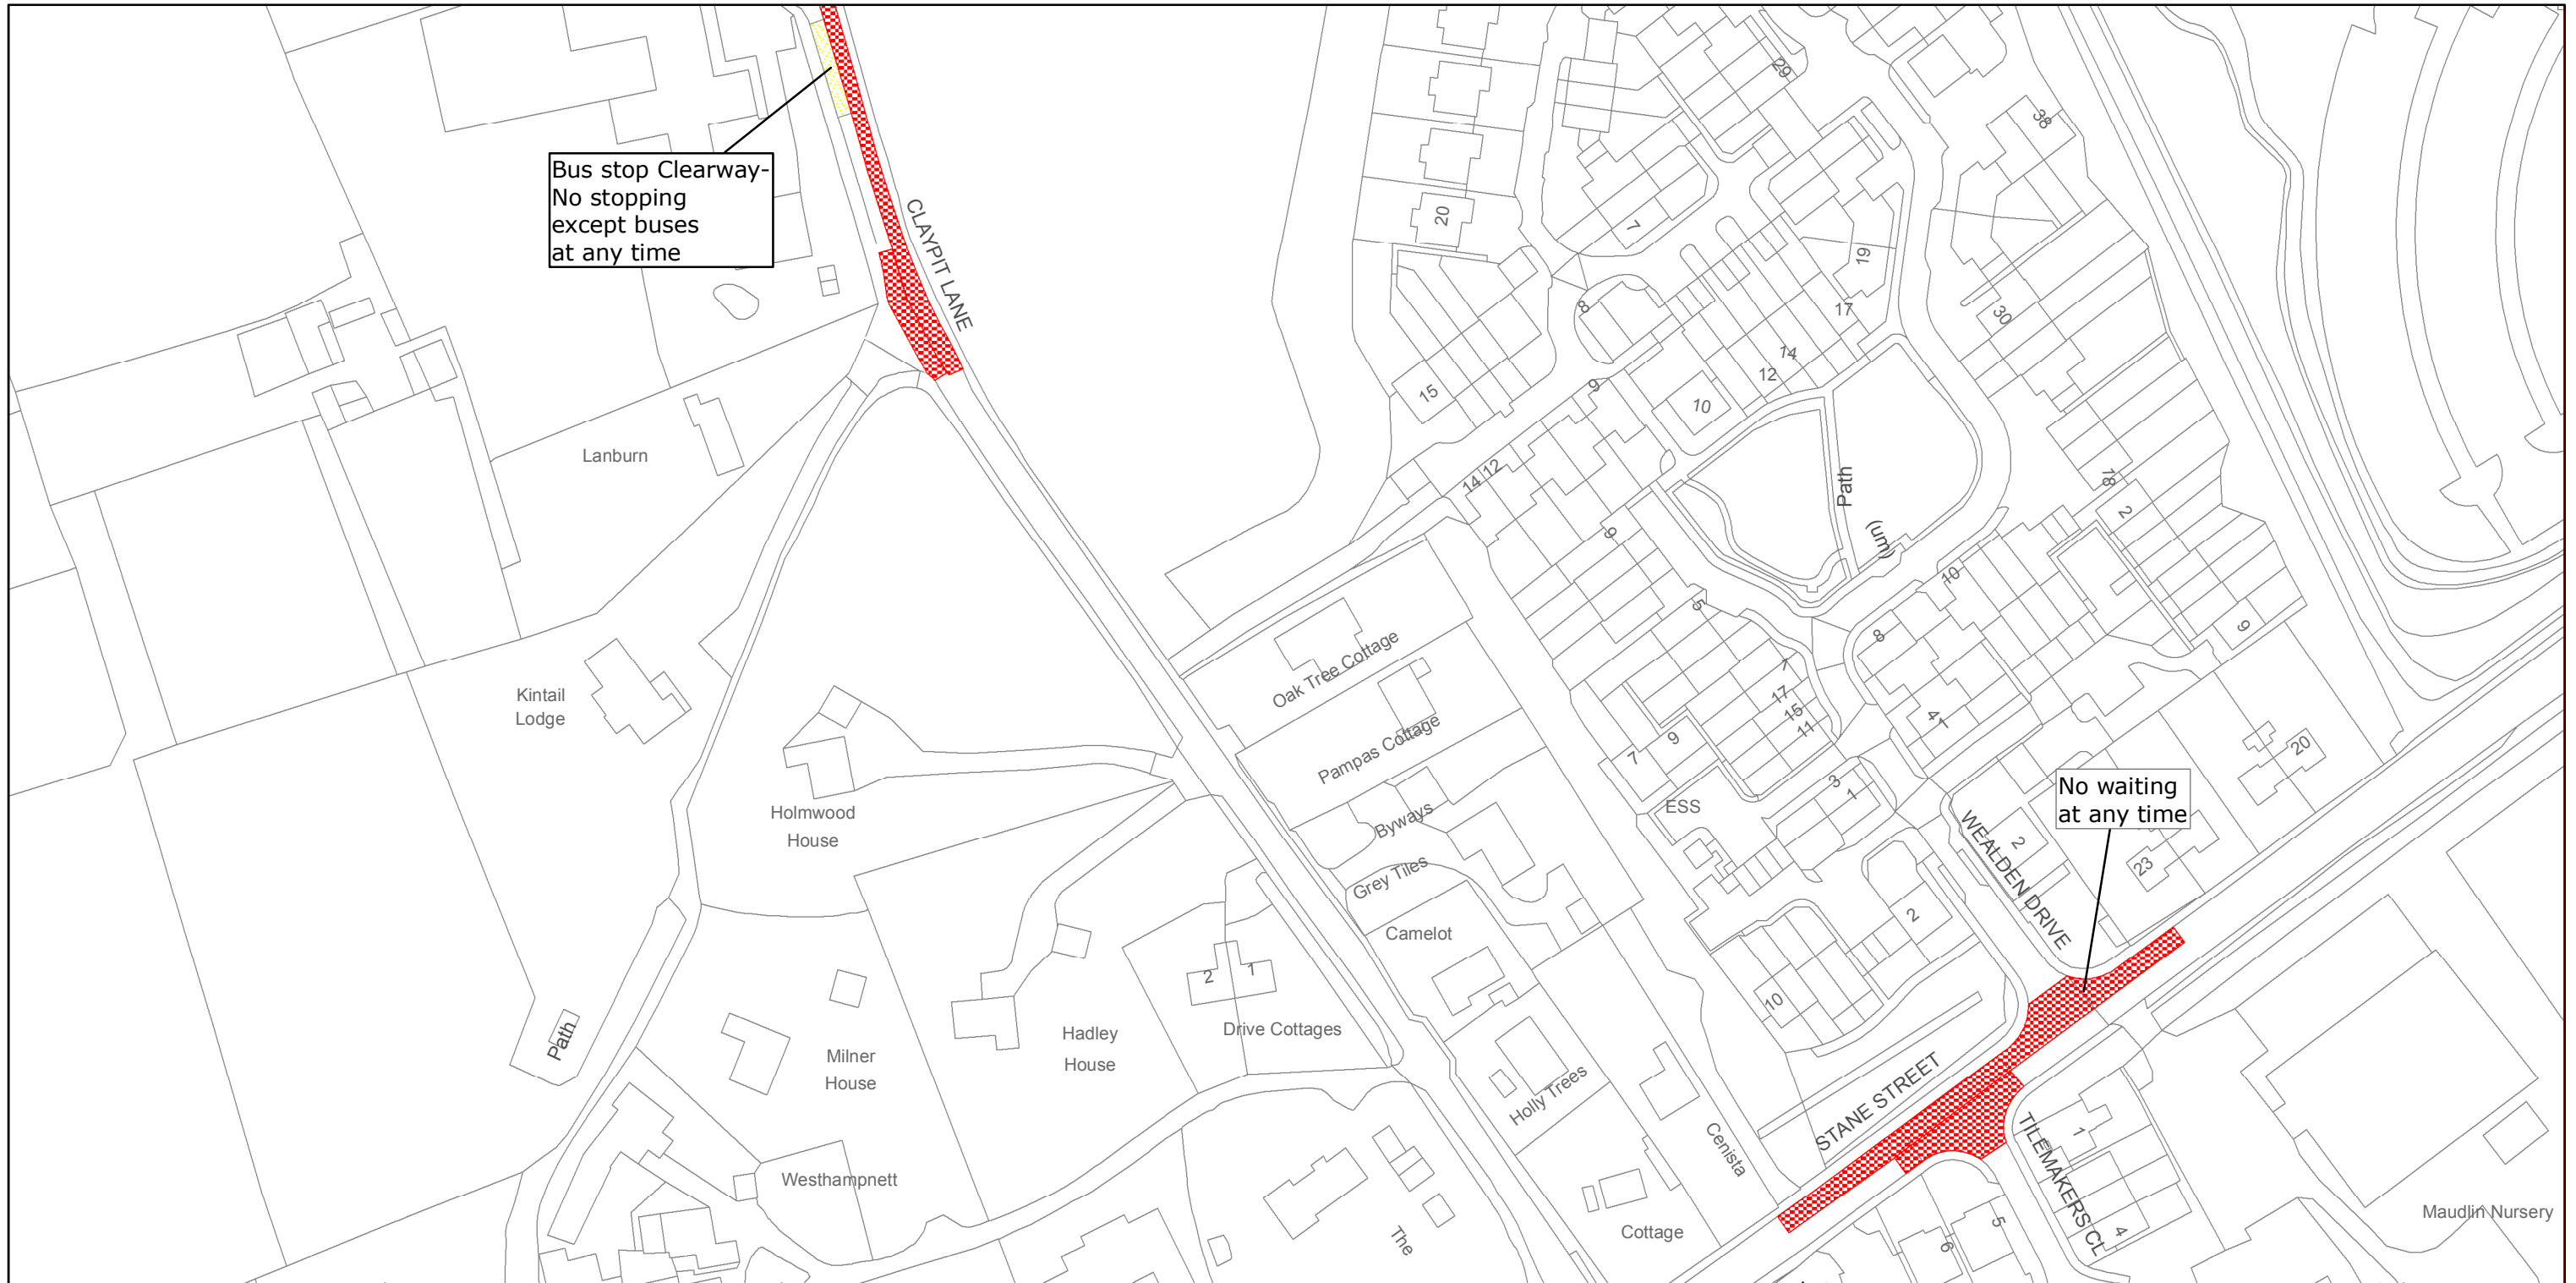 Bus stop Clearway-
No stopping
except buses
at any time
CLAYPIT LANE
29
38
20
7
19
8
17
30
14
12
15
9
10
Lanburn
Path
(um)
14
12
9
18
2
10
5
8
9
Oak Tree Cottage
Kintail
Lodge
Pampas Cottage
7
17
15
11
9
7
41
20
No waiting
at any time
3
1
ESS
Holmwood
House
Byways
WEALDEN DRIVE
2
23
Grey Tiles
Camelot
2
2
1
10
Drive Cottages
Hadley
House
Path
Milner
House
Holly Trees
STANE STREET
TILEMAKERS CL
1
Cenista
Westhampnett
Cottage
The
6
5
4
Maudlin Nursery